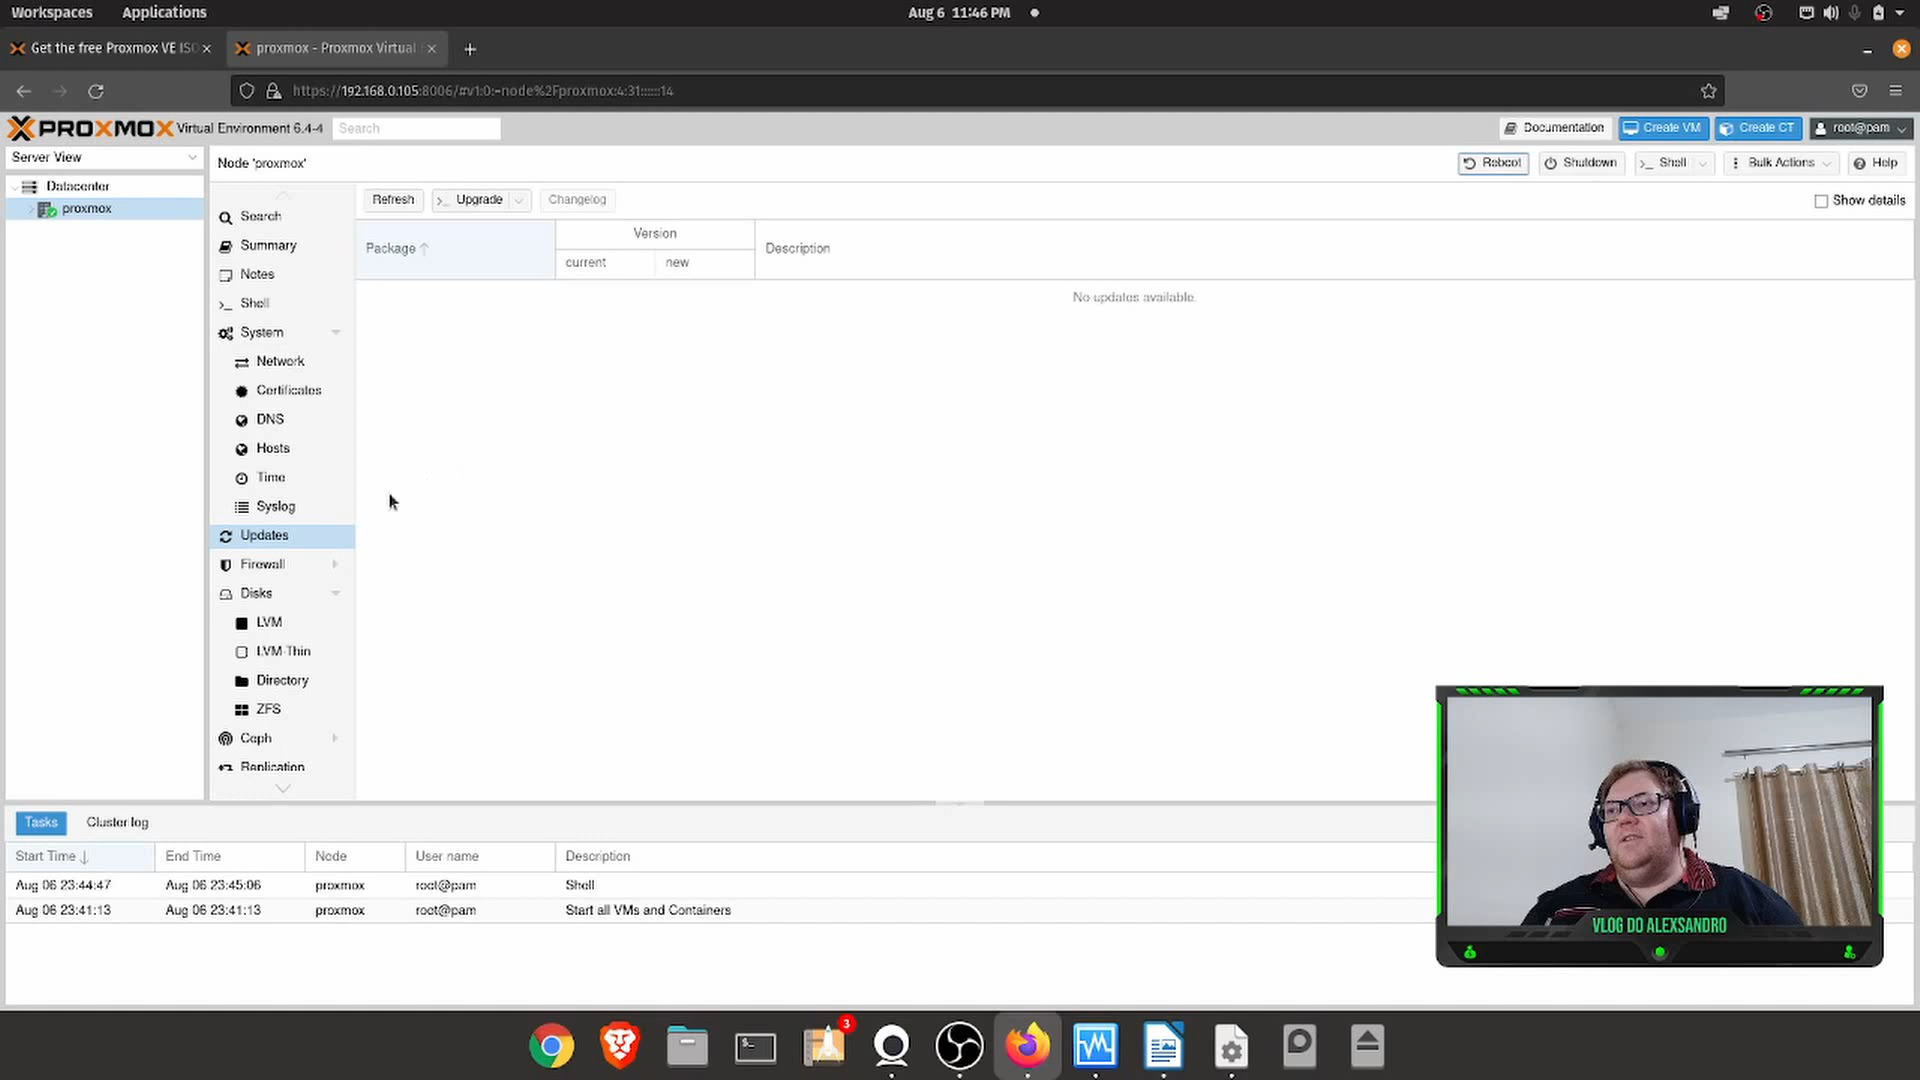 Workspaces Applications Aug 6 11:46 PM
Get the free Proxmox VE ISO proxmox - Proxmox Virtual
https://192.168.0.105:8006/#v1:0:=node%2Fproxmox:4:31::::::14
PROXMOX Virtual Environment 6.4-4 Search Documentation Create VM Create CT root@pam
Server View Node 'proxmox' Reboot Shutdown Shell Bulk Actions Help
Datacenter
proxmox
Refresh Upgrade Changelog Show details
Search
Summary
Notes
Shell
System
Network
Certificates
DNS
Hosts
Time
Syslog
Updates
Firewall
Disks
LVM
LVM-Thin
Directory
ZFS
Ceph
Replication
Package Version Description
current new
No updates available.
Tasks Cluster log
Start Time End Time Node User name Description
Aug 06 23:44:47 Aug 06 23:45:06 proxmox root@pam Shell
Aug 06 23:41:13 Aug 06 23:41:13 proxmox root@pam Start all VMs and Containers
VLOG DO ALEXSANDRO
3